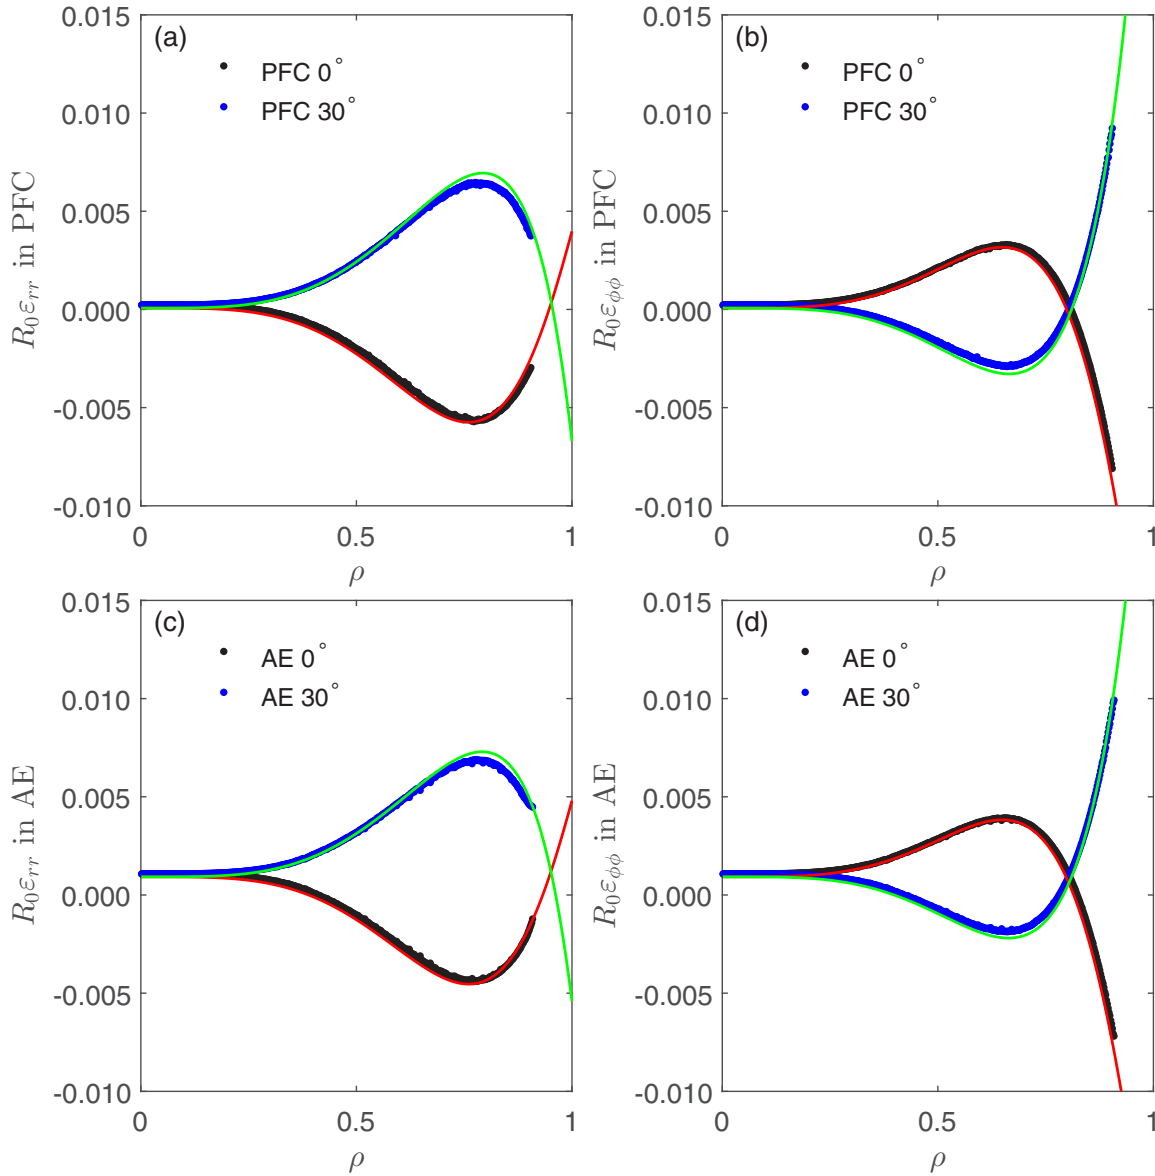 (a)
PFC 0°
PFC 30°
0.015
0.010
0.005
0.000
-0.005
-0.010
R₀ε_rr in PFC
0
0.5
1
ρ
(b)
PFC 0°
PFC 30°
0.015
0.010
0.005
0.000
-0.005
-0.010
R₀ε_ϕϕ in PFC
0
0.5
1
ρ
(c)
AE 0°
AE 30°
0.015
0.010
0.005
0.000
-0.005
-0.010
R₀ε_rr in AE
0
0.5
1
ρ
(d)
AE 0°
AE 30°
0.015
0.010
0.005
0.000
-0.005
-0.010
R₀ε_ϕϕ in AE
0
0.5
1
ρ